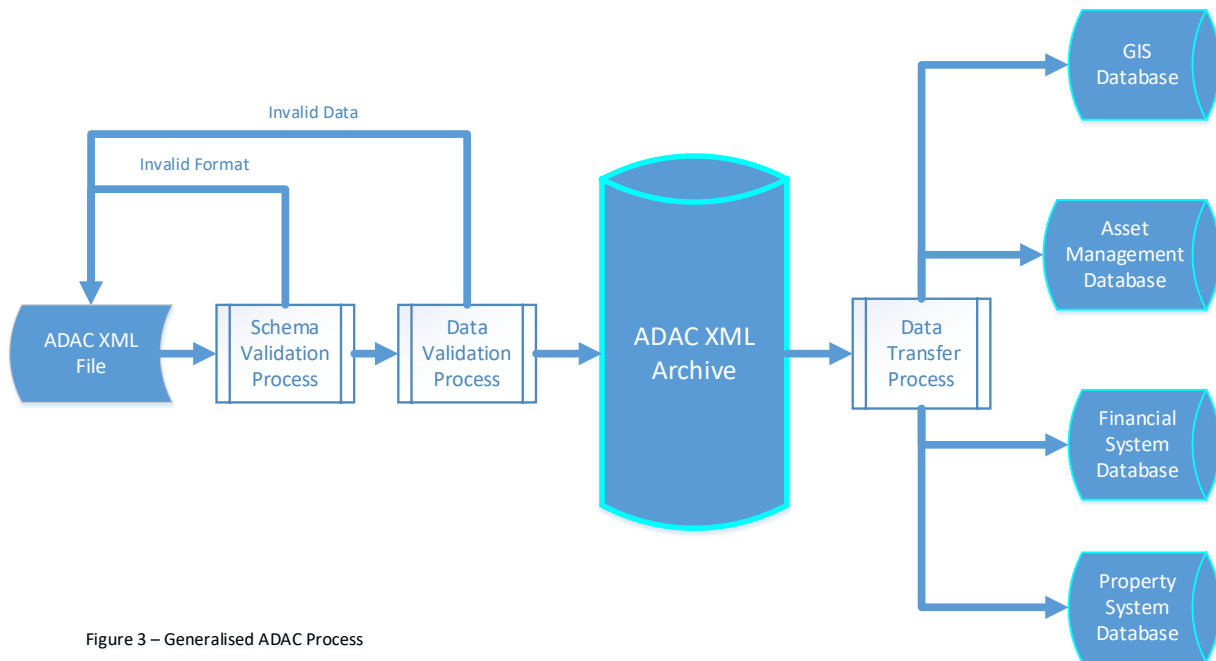 GIS
Database
Invalid Data
Invalid Format
Asset
Management
Database
ADAC XML
File
Schema
Validation
Process
Data
Validation
Process
ADAC XML
Archive
Data
Transfer
Process
Financial
System
Database
Property
System
Database
Figure 3 – Generalised ADAC Process